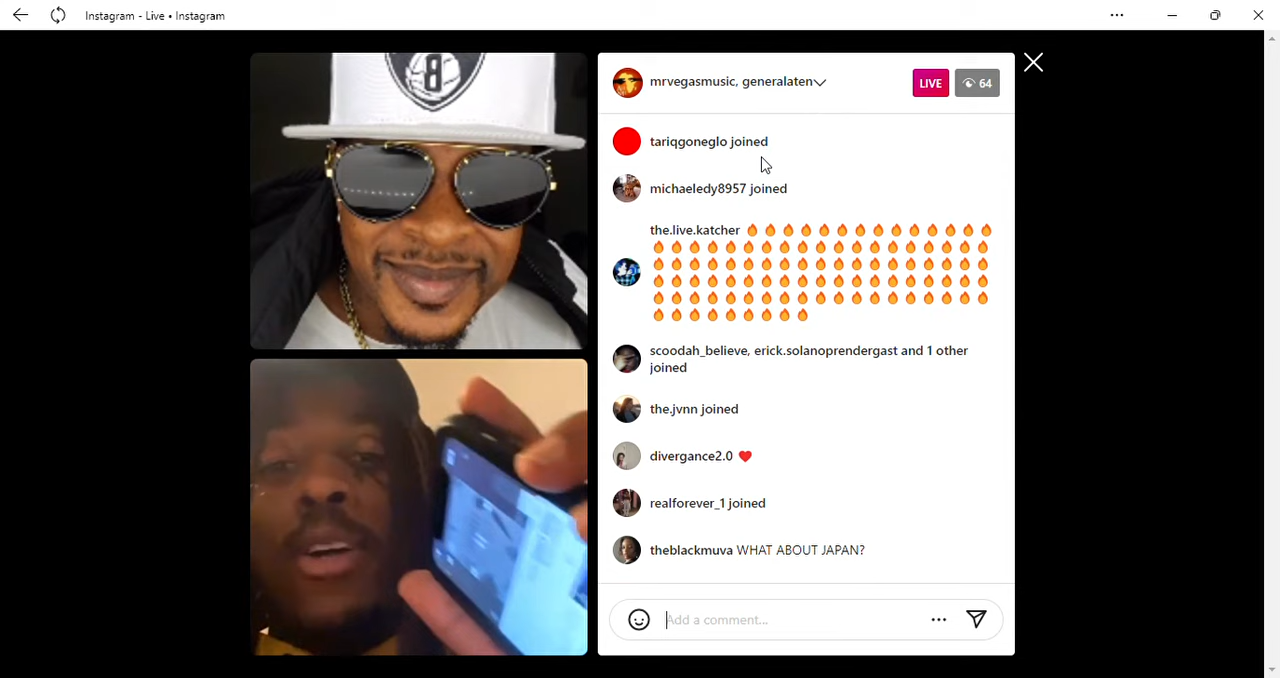 Instagram - Live • Instagram
mrvegasmusic, generalaten
LIVE
64
tariqgoneglo joined
michaeledy8957 joined
the.live.katcher 🔥🔥🔥🔥🔥🔥🔥🔥🔥🔥🔥🔥🔥🔥
🔥🔥🔥🔥🔥🔥🔥🔥🔥🔥🔥🔥🔥🔥🔥🔥🔥🔥🔥
🔥🔥🔥🔥🔥🔥🔥🔥🔥🔥🔥🔥🔥🔥🔥🔥🔥🔥🔥
🔥🔥🔥🔥🔥🔥🔥🔥🔥🔥🔥🔥🔥🔥🔥🔥🔥🔥🔥
🔥🔥🔥🔥🔥🔥🔥🔥🔥🔥🔥🔥🔥🔥🔥🔥🔥🔥🔥
🔥🔥🔥🔥🔥🔥🔥🔥🔥
scoodah_believe, erick.solanoprendergast and 1 other
joined
the.jvnn joined
divergance2.0 ❤️
realforever_1 joined
theblackmuva WHAT ABOUT JAPAN?
Add a comment...